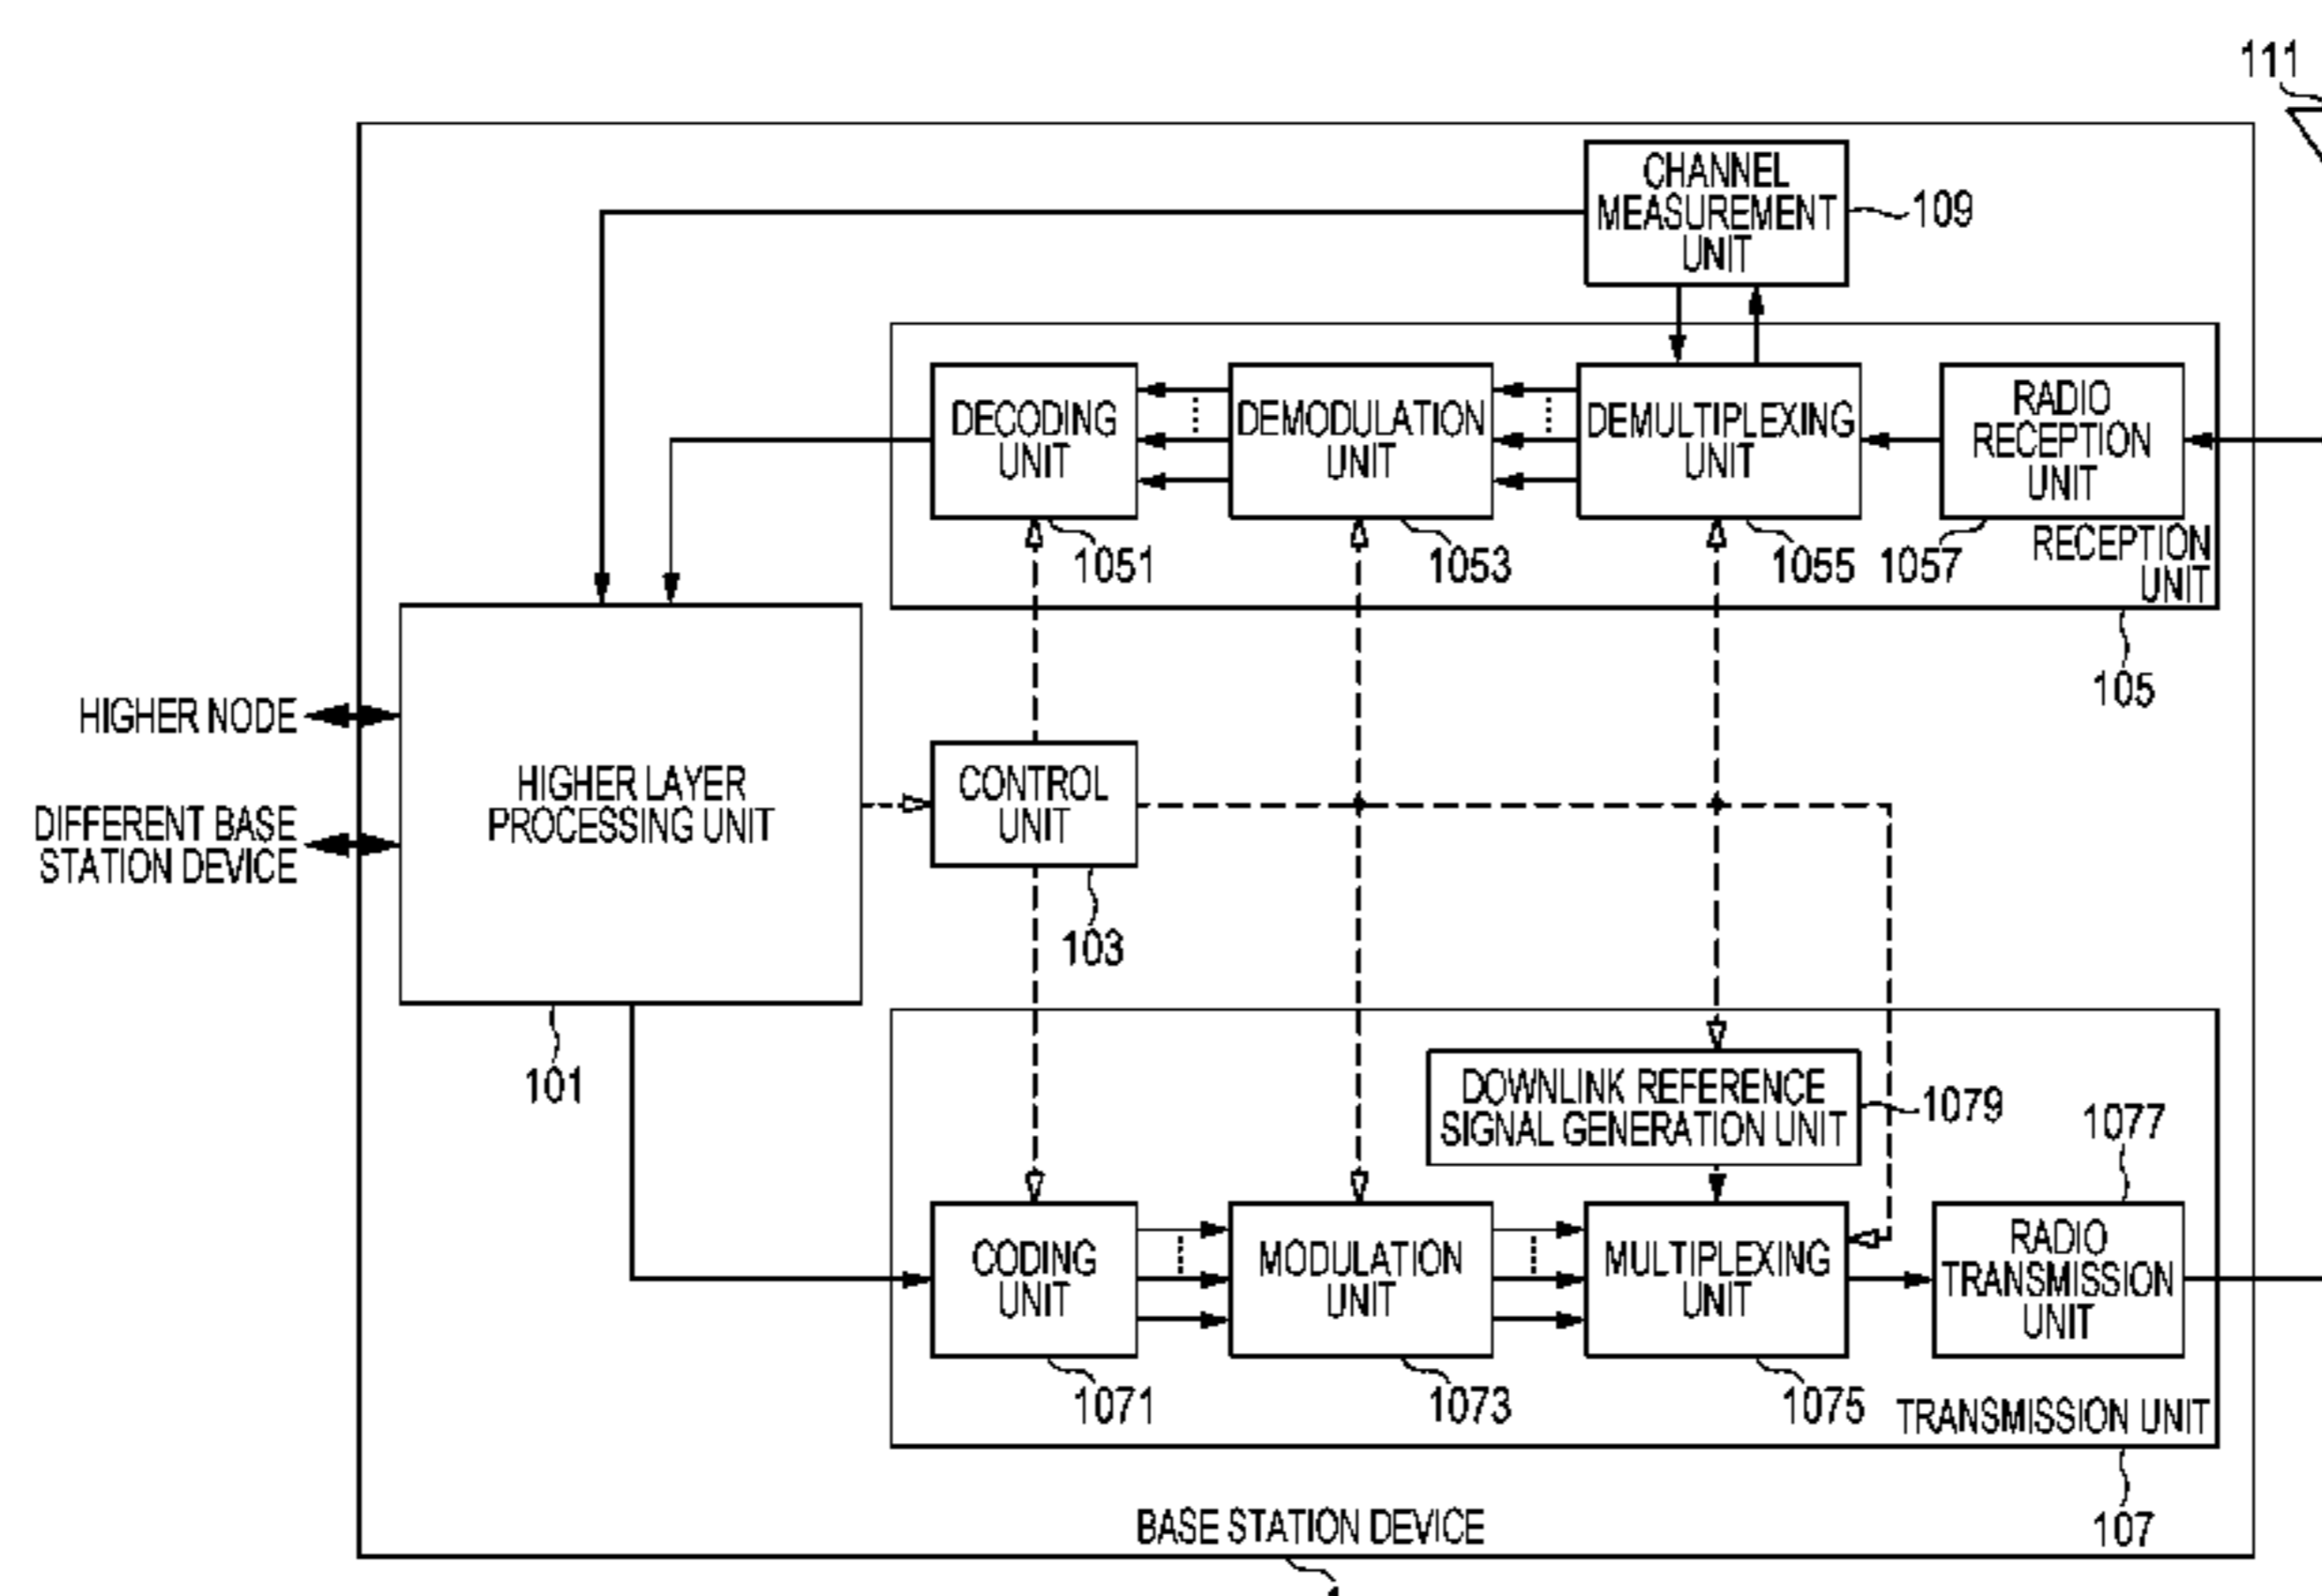 111
CHANNEL
MEASUREMENT
UNIT
109
DECODING
UNIT
DEMODULATION
UNIT
DEMULTIPLEXING
UNIT
RADIO
RECEPTION
UNIT
1051
1053
1055
1057
RECEPTION
UNIT
105
HIGHER NODE
DIFFERENT BASE
STATION DEVICE
HIGHER LAYER
PROCESSING UNIT
CONTROL
UNIT
103
101
DOWNLINK REFERENCE
SIGNAL GENERATION UNIT
1079
1077
CODING
UNIT
MODULATION
UNIT
MULTIPLEXING
UNIT
RADIO
TRANSMISSION
UNIT
1071
1073
1075
TRANSMISSION UNIT
107
BASE STATION DEVICE